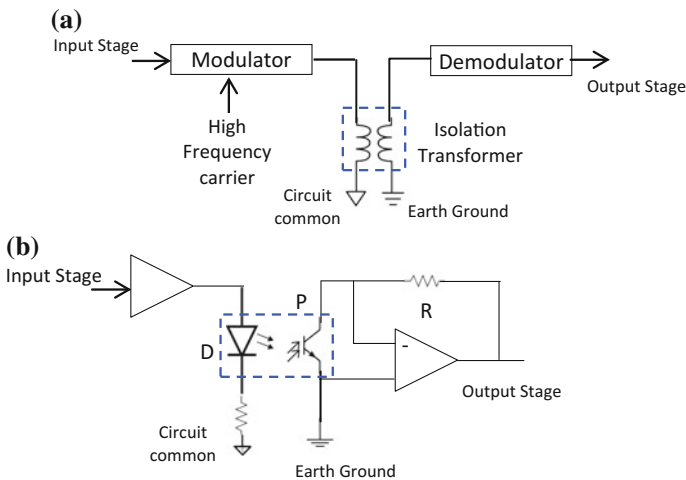 (a)
Input Stage
Modulator
Demodulator
Output Stage
High
Frequency
carrier
Isolation
Transformer
Circuit
common
Earth Ground
(b)
Input Stage
P
D
R
-
Output Stage
Circuit
common
Earth Ground